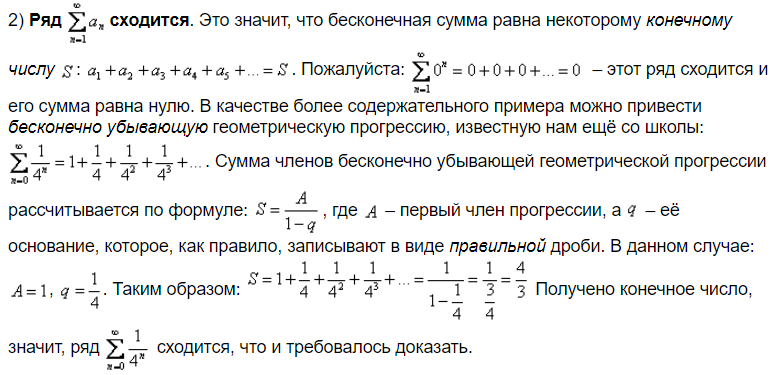 2) Ряд \sum_{n=1}^{\infty} a_n сходится. Это значит, что бесконечная сумма равна некоторому конечному
числу S: a_1 + a_2 + a_3 + a_4 + a_5 + ... = S. Пожалуйста: \sum_{n=1}^{\infty} 0^n = 0+0+0+...=0 – этот ряд сходится и
его сумма равна нулю. В качестве более содержательного примера можно привести
бесконечно убывающую геометрическую прогрессию, известную нам ещё со школы:
\sum_{n=0}^{\infty} \frac{1}{4^n} = 1 + \frac{1}{4} + \frac{1}{4^2} + \frac{1}{4^3} + .... Сумма членов бесконечно убывающей геометрической прогрессии
рассчитывается по формуле: S = \frac{A}{1-q}, где A – первый член прогрессии, а q – её
основание, которое, как правило, записывают в виде правильной дроби. В данном случае:
A = 1, q = \frac{1}{4}. Таким образом: S = 1 + \frac{1}{4} + \frac{1}{4^2} + \frac{1}{4^3} + ... = \frac{1}{1-\frac{1}{4}} = \frac{1}{\frac{3}{4}} = \frac{4}{3} Получено конечное число,
значит, ряд \sum_{n=0}^{\infty} \frac{1}{4^n} сходится, что и требовалось доказать.